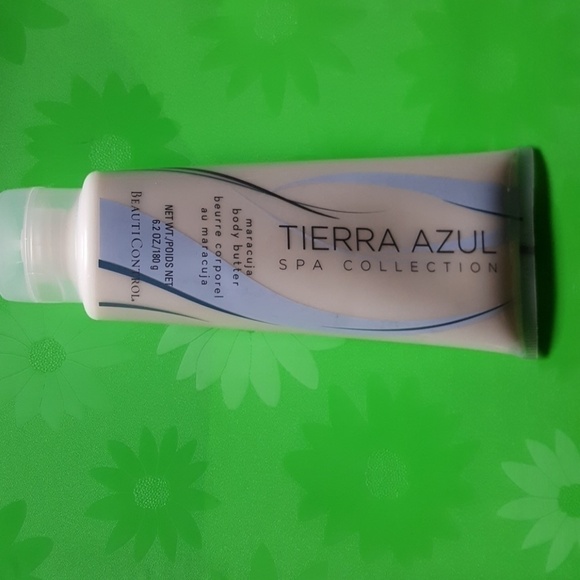 TIERRA AZUL
SPA COLLECTION
maracuja
body butter
beurre corporel
au maracuja
NET WT./POIDS NET
6.2 OZ/180 g
BEAUTICONTROL